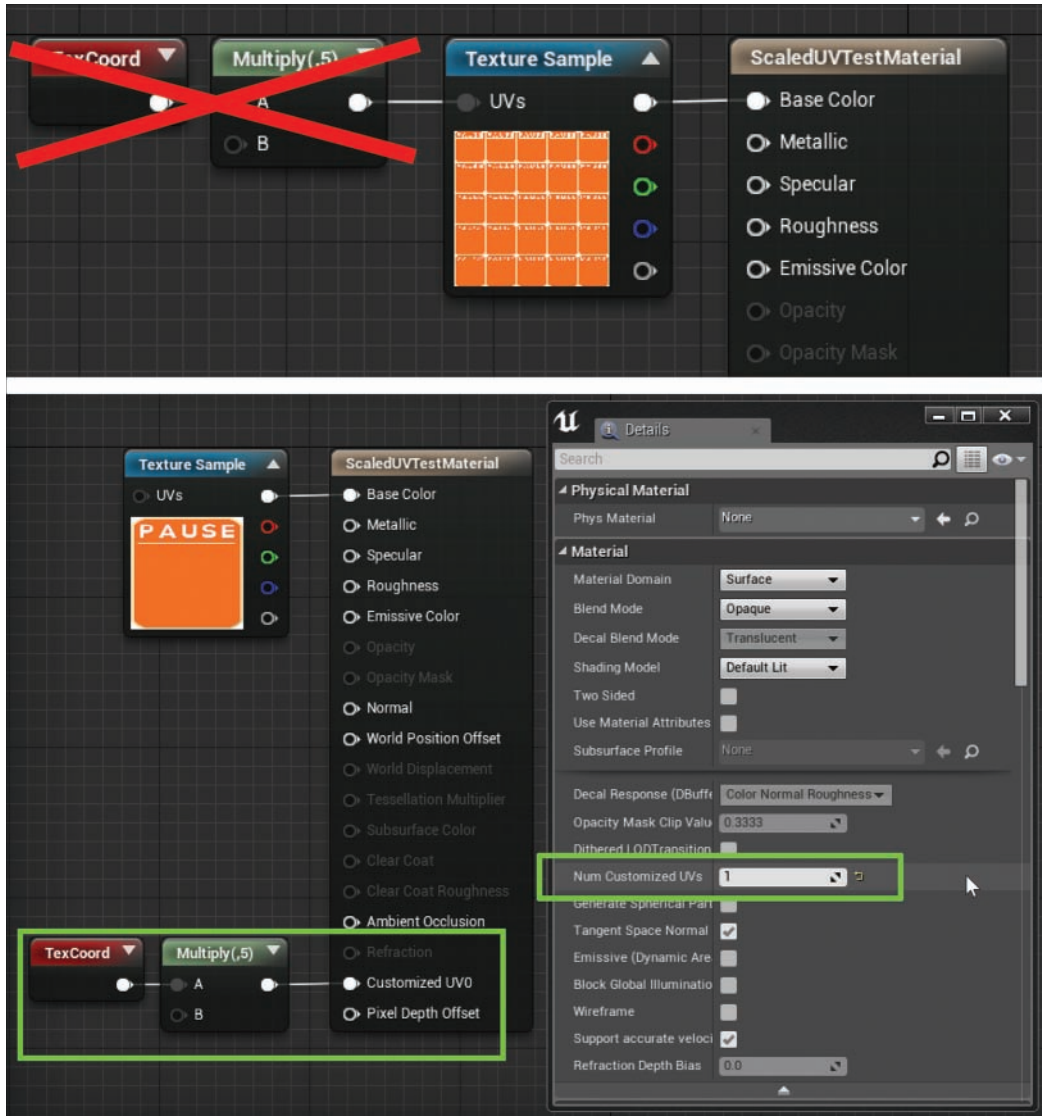 TexCoord
Multiply(,5)
Texture Sample
ScaledUVTestMaterial
A
UVs
Base Color
B
Metallic
Specular
Roughness
Emissive Color
Opacity
Opacity Mask
Texture Sample
ScaledUVTestMaterial
UVs
Base Color
PAUSE
Metallic
Specular
Roughness
Emissive Color
Opacity
Opacity Mask
Normal
World Position Offset
World Displacement
Tessellation Multiplier
Subsurface Color
Clear Coat
Clear Coat Roughness
Ambient Occlusion
Refraction
TexCoord
Multiply(,5)
Customized UV0
A
B
Pixel Depth Offset
Details
Search
Physical Material
Phys Material None
Material
Material Domain Surface
Blend Mode Opaque
Decal Blend Mode Translucent
Shading Model Default Lit
Two Sided
Use Material Attributes
Subsurface Profile None
Decal Response (DBuffe Color Normal Roughness
Opacity Mask Clip Valu 0.3333
Dithered LODTransition
Num Customized UVs 1
Generate Spherical Part
Tangent Space Normal
Emissive (Dynamic Are
Block Global Illuminatio
Wireframe
Support accurate veloci
Refraction Depth Bias 0.0